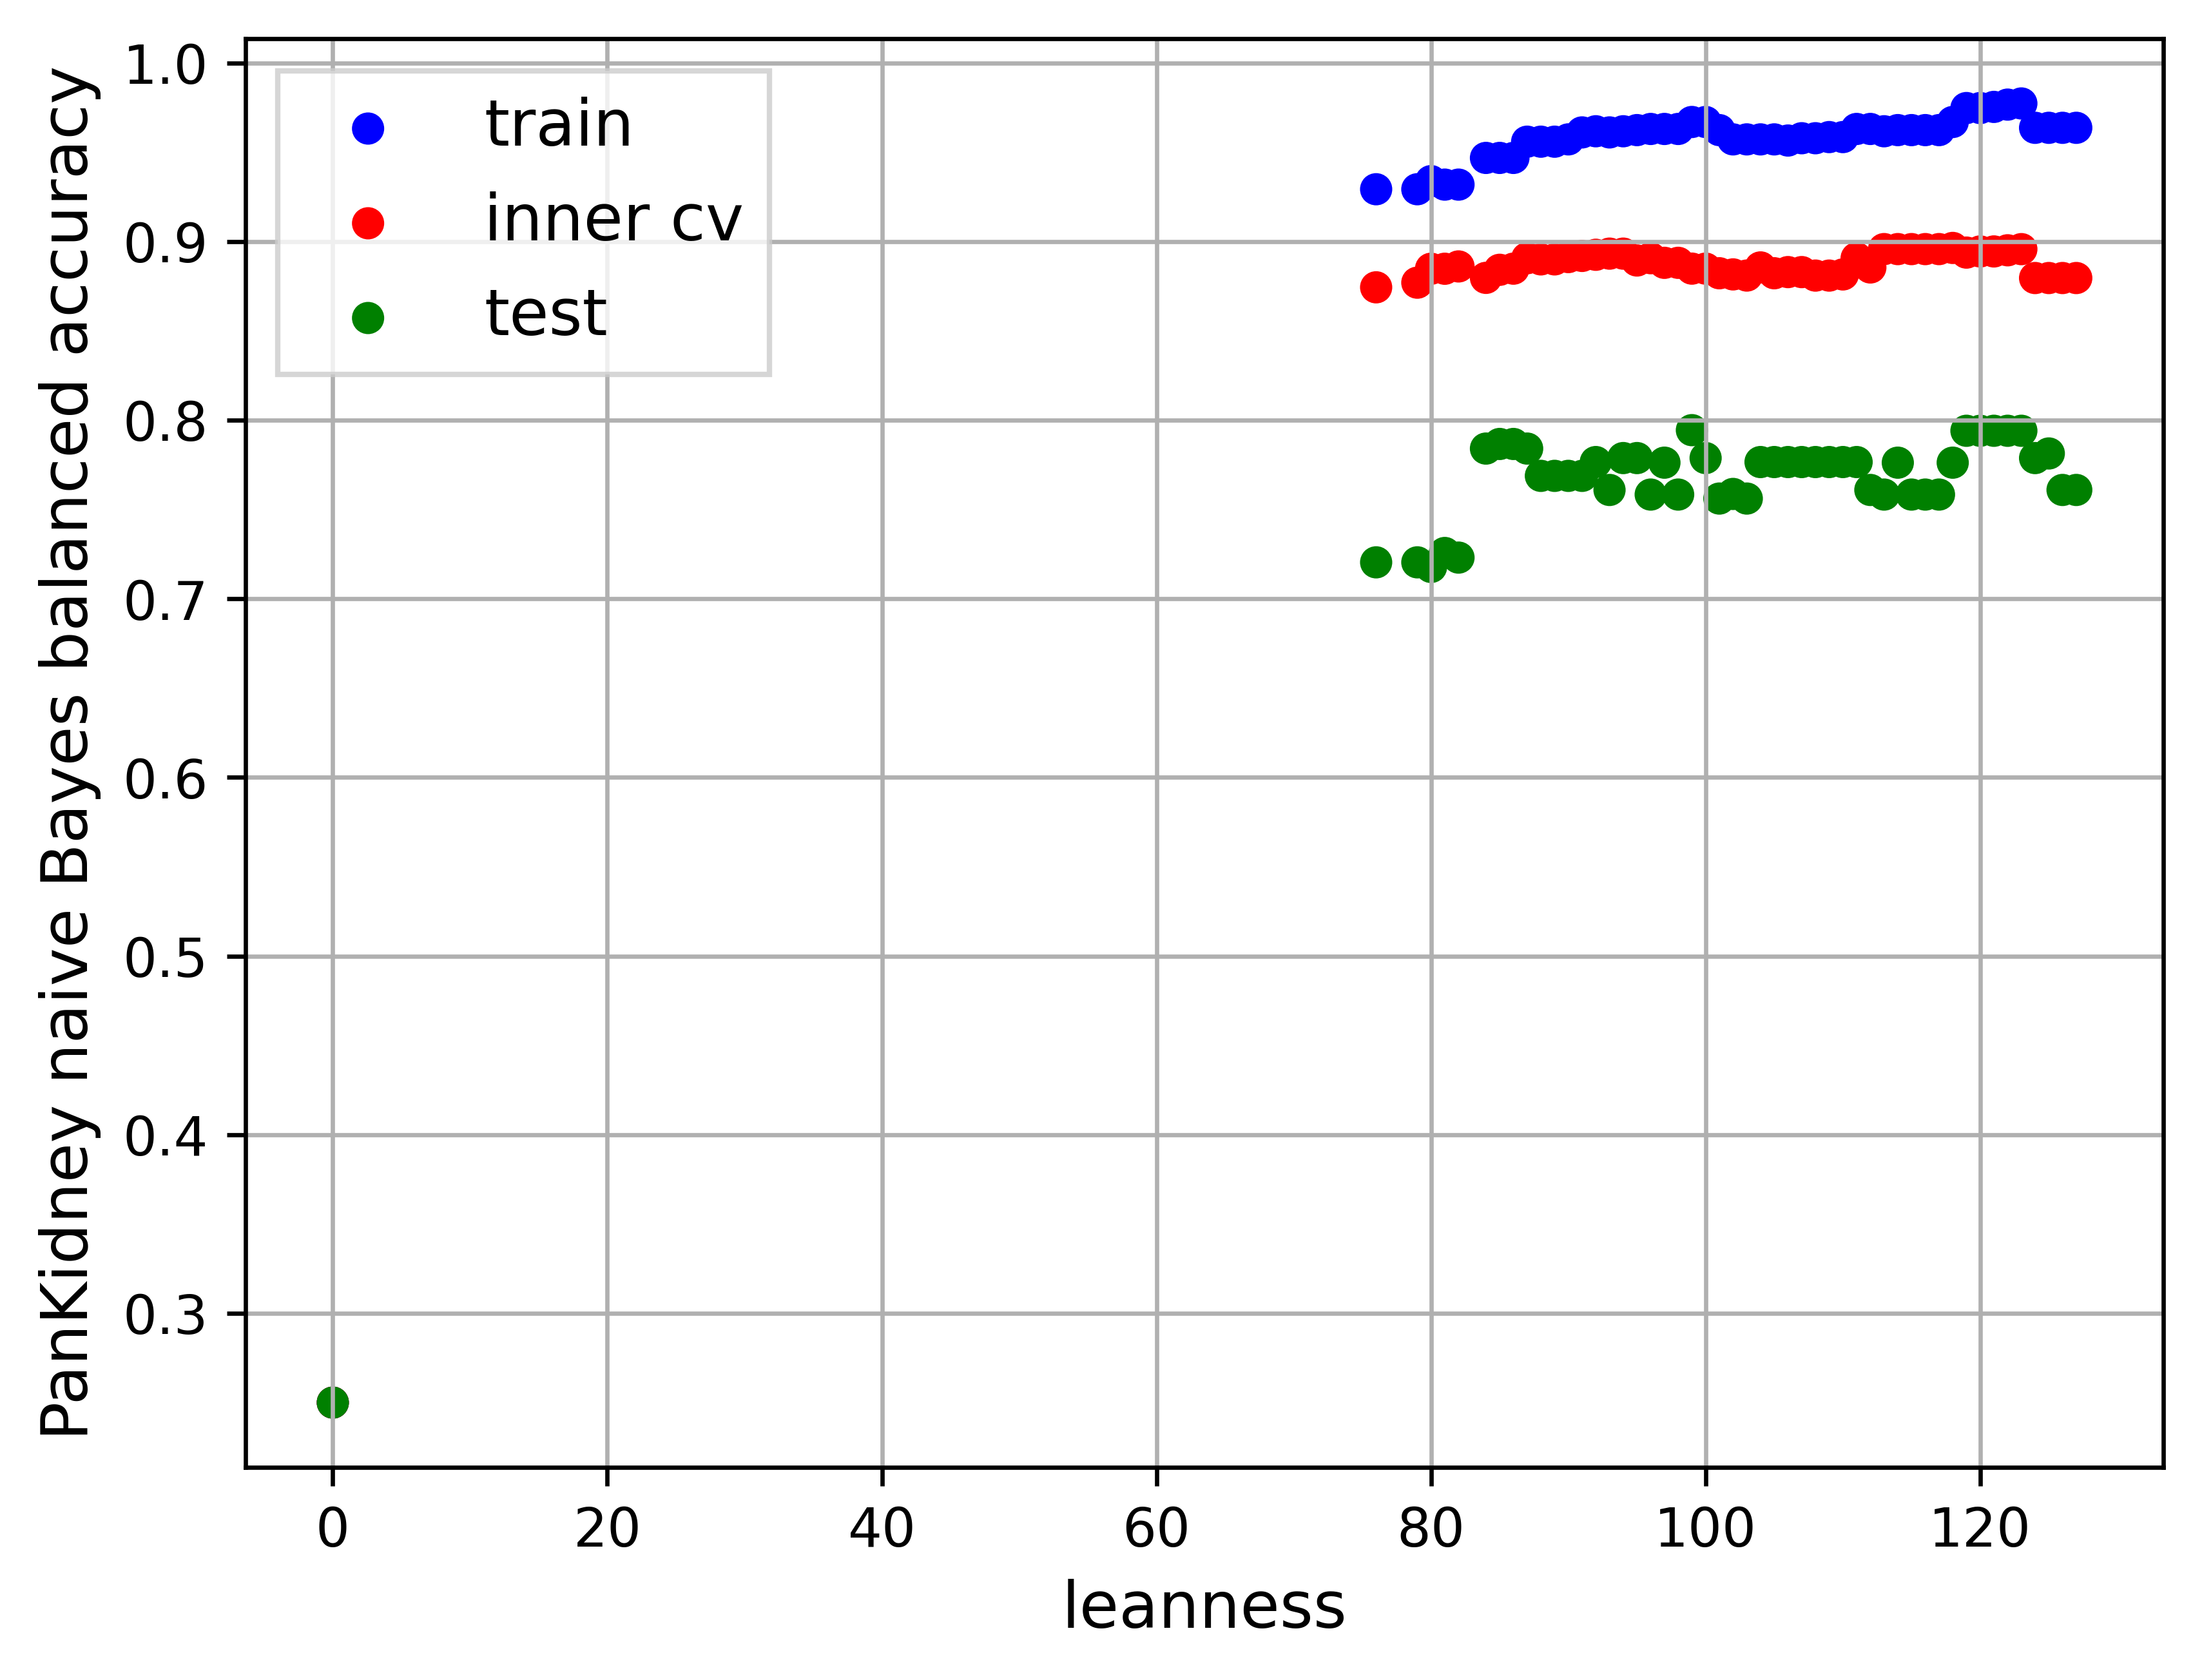 PanKidney naive Bayes balanced accuracy
1.0
0.9
0.8
0.7
0.6
0.5
0.4
0.3
train
inner cv
test
0 20 40 60 80 100 120
leanness